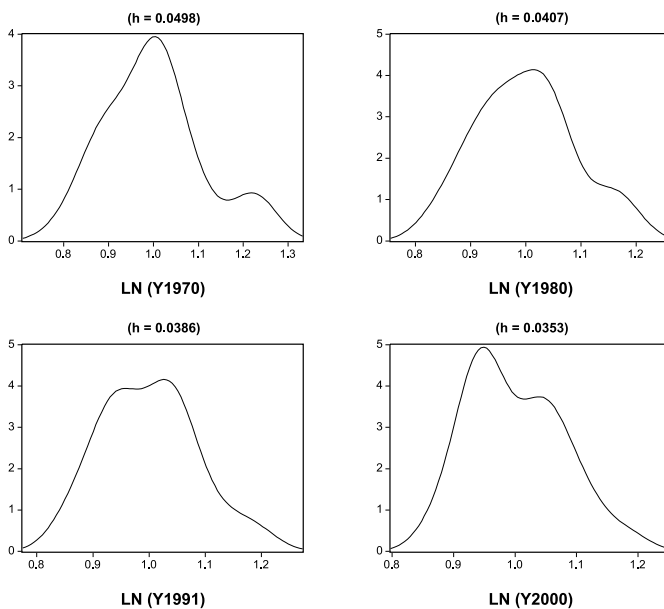 (h = 0.0498)
4
3
2
1
0
0.8 0.9 1.0 1.1 1.2 1.3
LN (Y1970)
(h = 0.0407)
5
4
3
2
1
0
0.8 0.9 1.0 1.1 1.2
LN (Y1980)
(h = 0.0386)
5
4
3
2
1
0
0.8 0.9 1.0 1.1 1.2
LN (Y1991)
(h = 0.0353)
5
4
3
2
1
0
0.8 0.9 1.0 1.1 1.2
LN (Y2000)